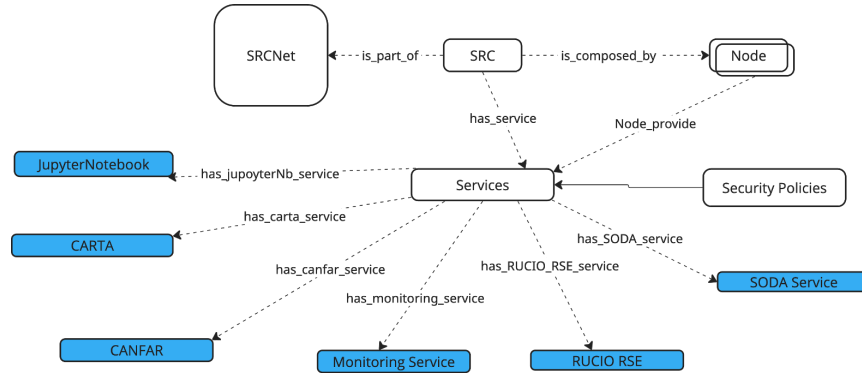 SRCNet
is_part_of
SRC
is_composed_by
Node
has_service
Node_provide
JupyterNotebook
has_jupoyterNb_service
Services
Security Policies
has_carta_service
CARTA
has_SODA_service
has_canfar_service
has_RUCIO_RSE_service
SODA Service
has_monitoring_service
CANFAR
Monitoring Service
RUCIO RSE